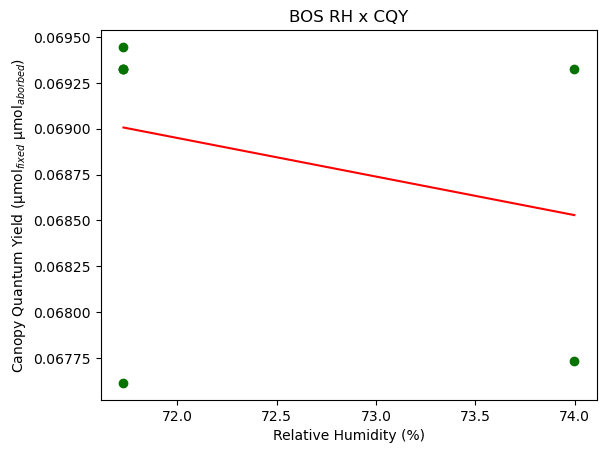 BOS RH x CQY
Canopy Quantum Yield (µmol_fixed µmol_aborbed)
0.06950
0.06925
0.06900
0.06875
0.06850
0.06825
0.06800
0.06775
72.0 72.5 73.0 73.5 74.0
Relative Humidity (%)